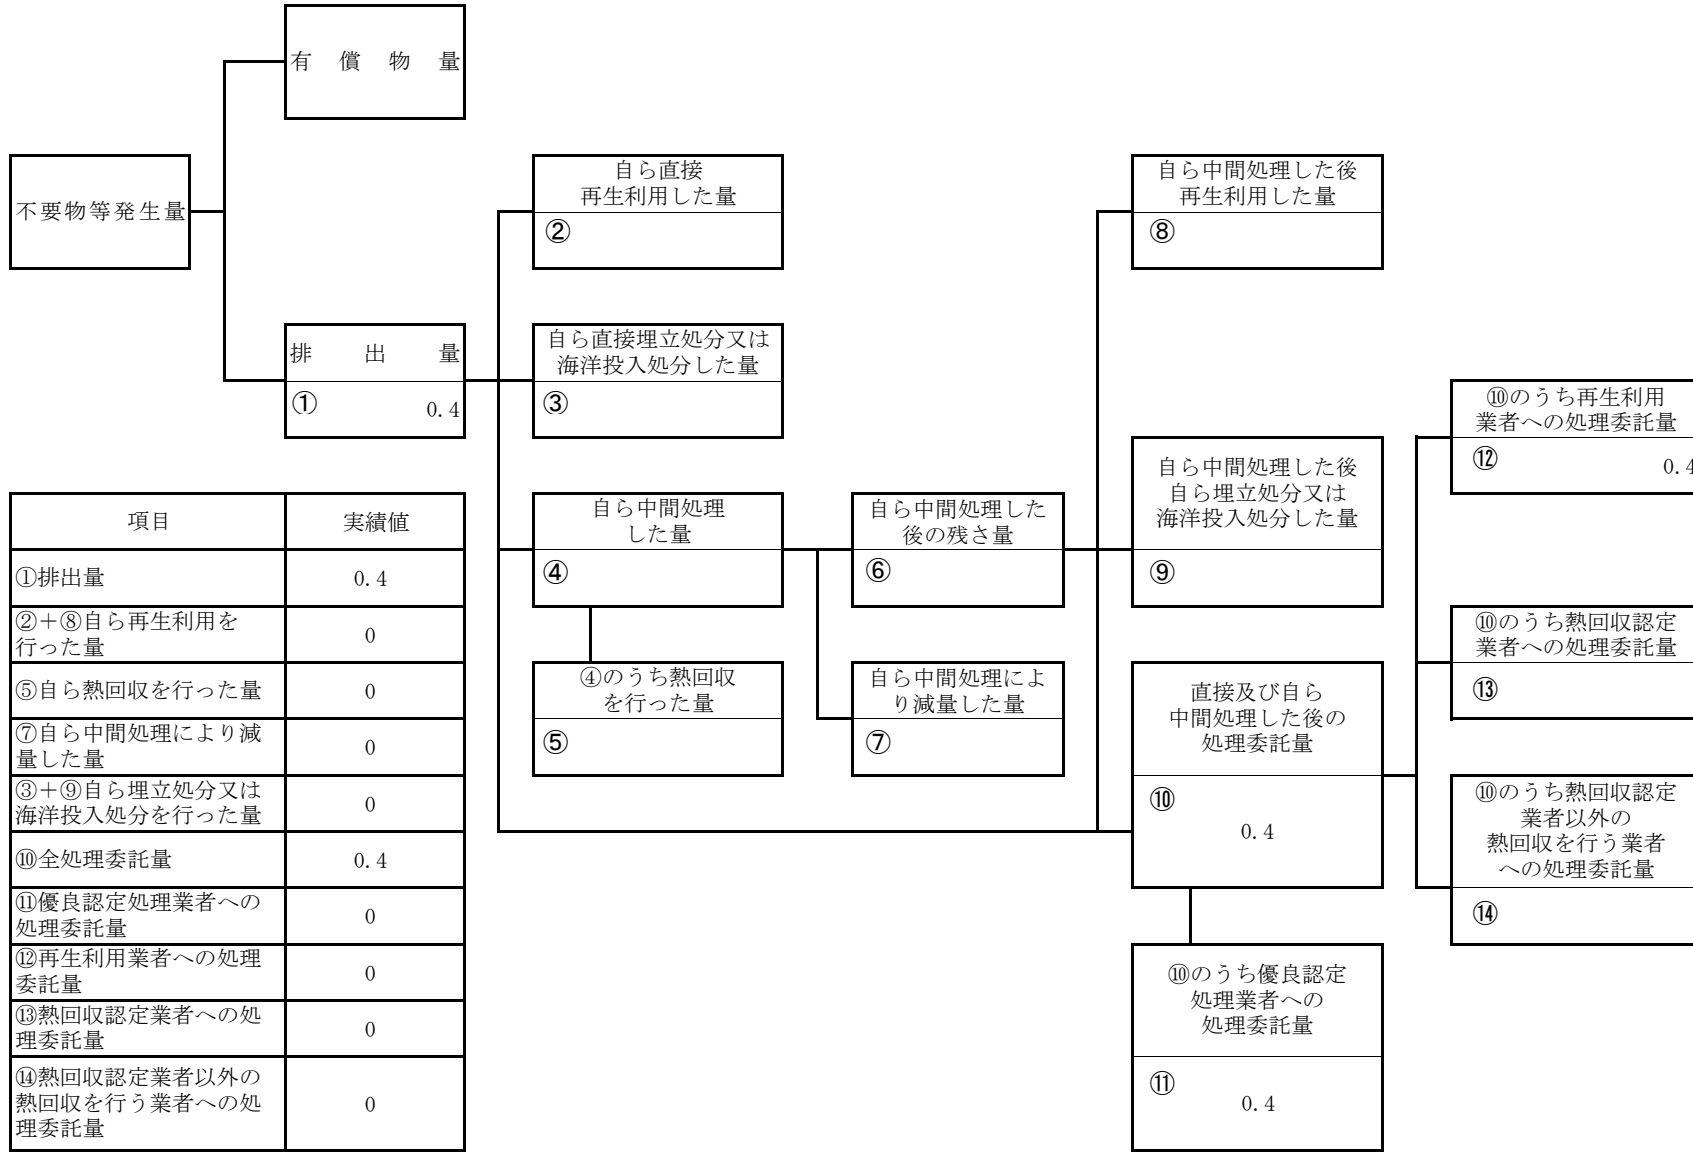 有償物量
不要物等発生量
自ら直接
再生利用した量
②
自ら中間処理した後
再生利用した量
⑧
排出量
① 0.4
自ら直接埋立処分又は
海洋投入処分した量
③
⑩のうち再生利用
業者への処理委託量
⑫ 0.4
自ら中間処理した後
自ら埋立処分又は
海洋投入処分した量
⑨
自ら中間処理
した量
④
自ら中間処理した
後の残さ量
⑥
④のうち熱回収
を行った量
⑤
自ら中間処理によ
り減量した量
⑦
直接及び自ら
中間処理した後の
処理委託量
⑩
0.4
⑩のうち熱回収認定
業者への処理委託量
⑬
⑩のうち熱回収認定
業者以外の
熱回収を行う業者
への処理委託量
⑭
⑩のうち優良認定
処理業者への
処理委託量
⑪
0.4
項目 実績値
①排出量 0.4
②＋⑧自ら再生利用を
行った量 0
⑤自ら熱回収を行った量 0
⑦自ら中間処理により減
量した量 0
③＋⑨自ら埋立処分又は
海洋投入処分を行った量 0
⑩全処理委託量 0.4
⑪優良認定処理業者への
処理委託量 0
⑫再生利用業者への処理
委託量 0
⑬熱回収認定業者への処
理委託量 0
⑭熱回収認定業者以外の
熱回収を行う業者への処 0
理委託量